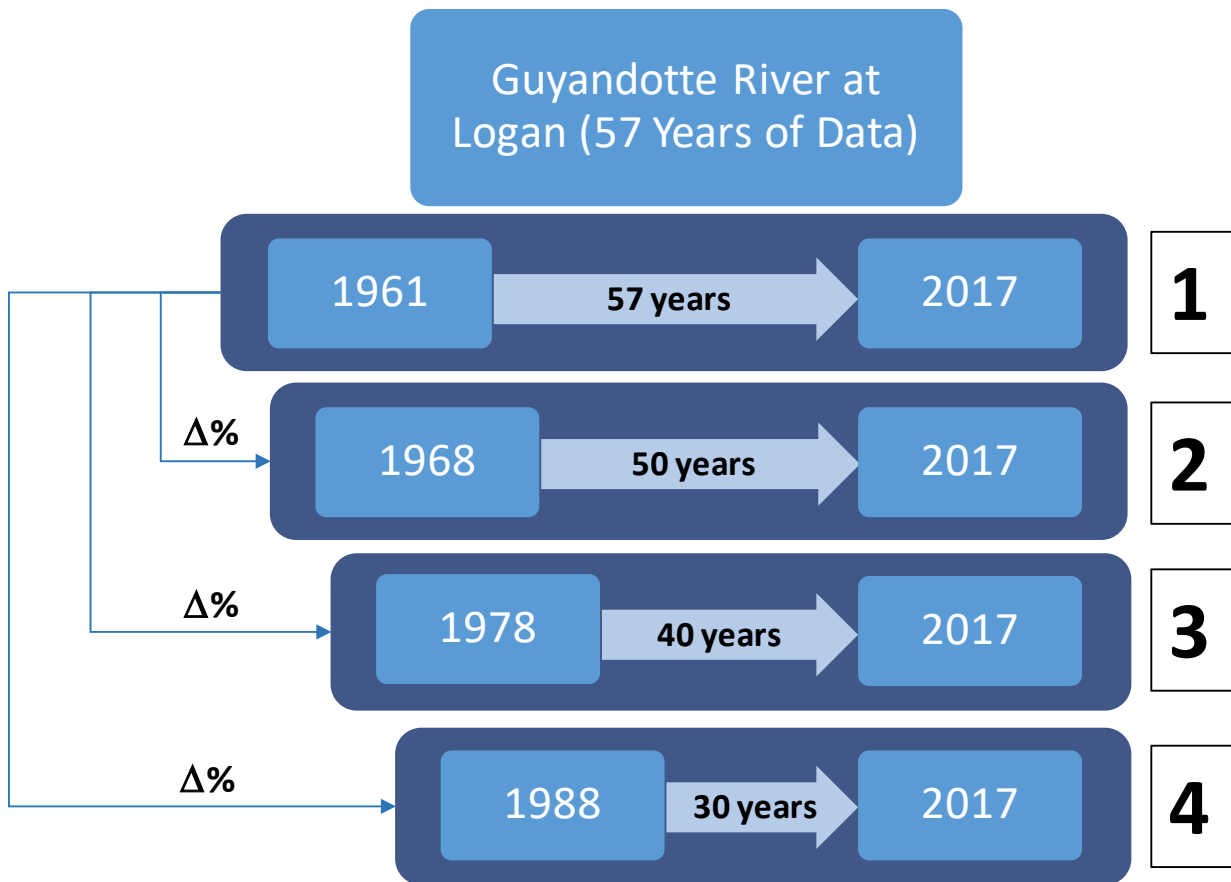 Guyandotte River at
Logan (57 Years of Data)
1961
57 years
2017
1
Δ%
1968
50 years
2017
2
Δ%
1978
40 years
2017
3
Δ%
1988
30 years
2017
4